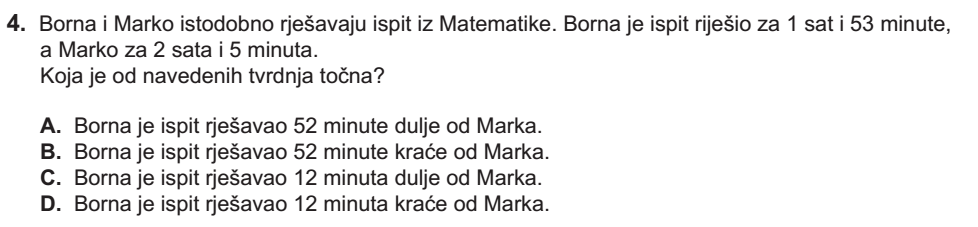 4. Borna i Marko istodobno rješavaju ispit iz Matematike. Borna je ispit riješio za 1 sat i 53 minute,
a Marko za 2 sata i 5 minuta.
Koja je od navedenih tvrdnja točna?
A. Borna je ispit rješavao 52 minute dulje od Marka.
B. Borna je ispit rješavao 52 minute kraće od Marka.
C. Borna je ispit rješavao 12 minuta dulje od Marka.
D. Borna je ispit rješavao 12 minuta kraće od Marka.